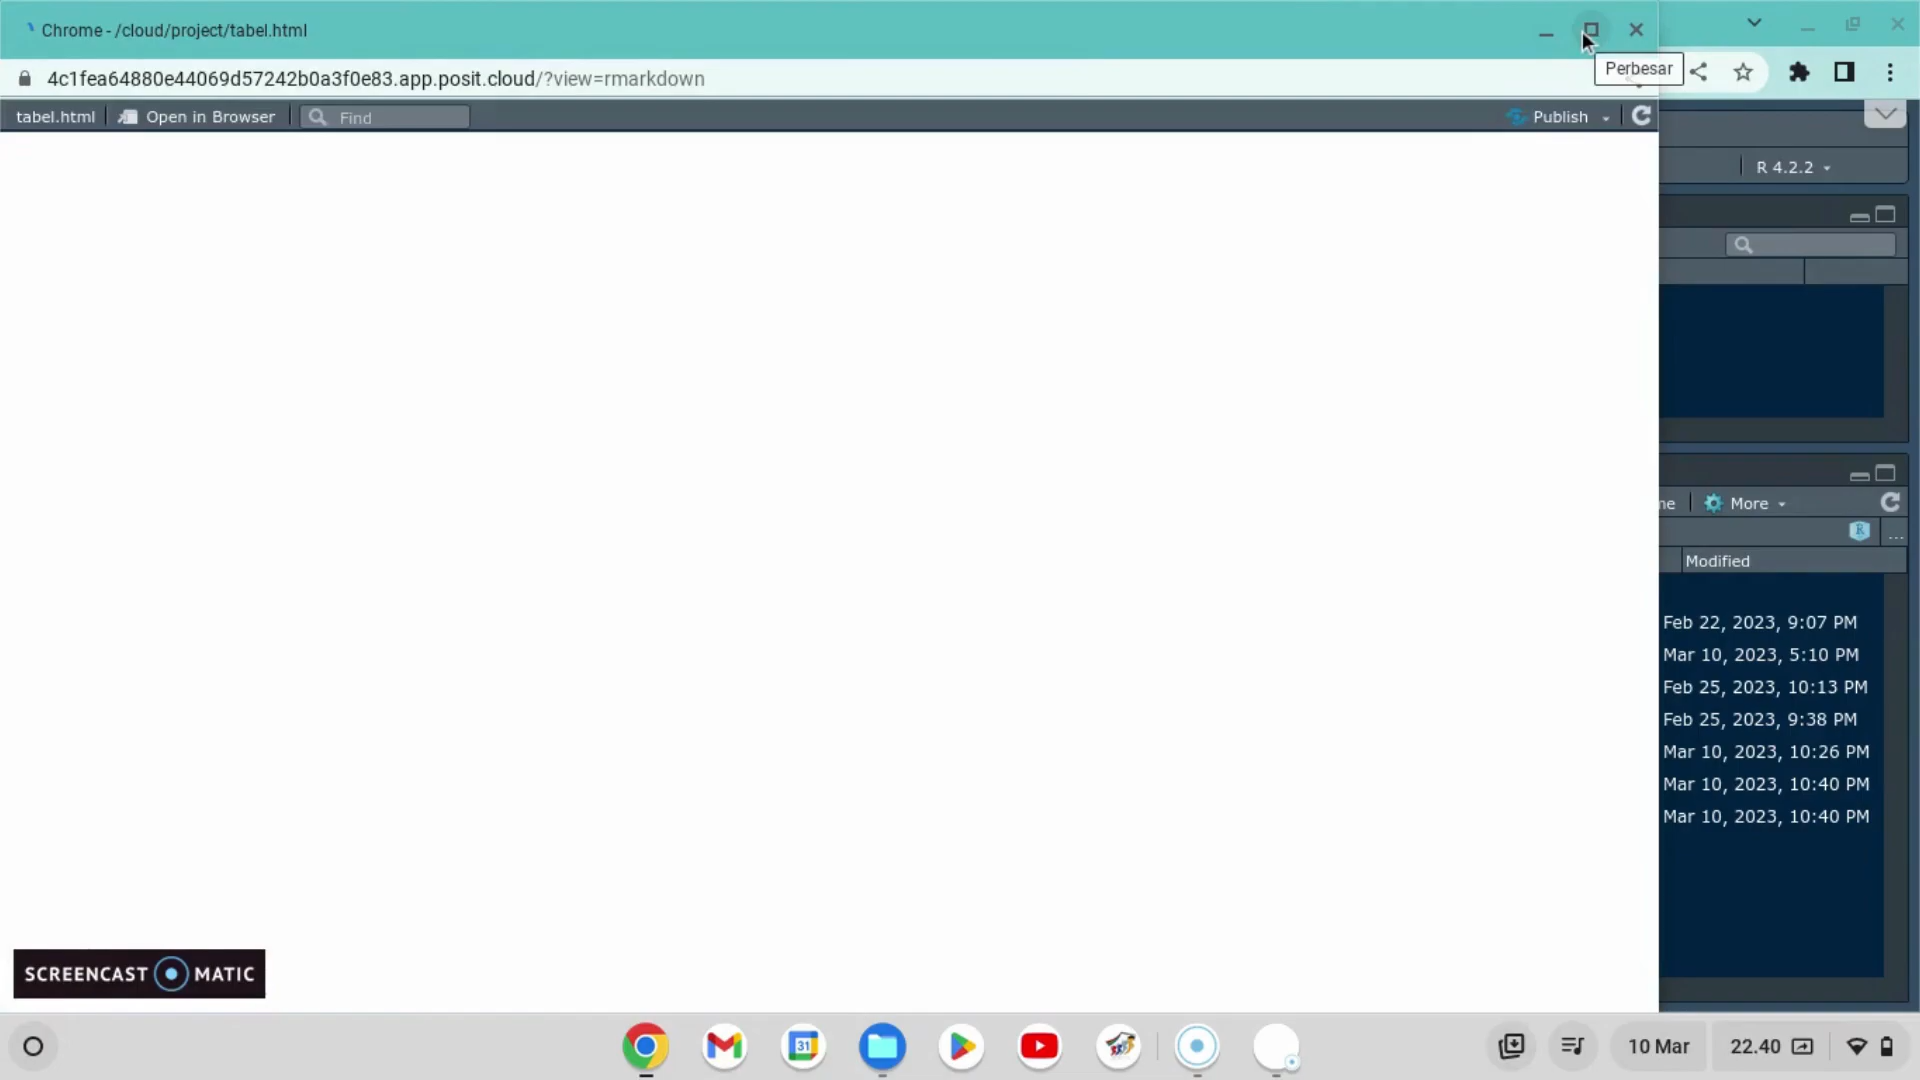 Chrome - /cloud/project/tabel.html
4c1fea64880e44069d57242b0a3f0e83.app.posit.cloud/?view=rmarkdown
Perbesar
tabel.html Open in Browser Find Publish
R 4.2.2
More
R ...
Modified
Feb 22, 2023, 9:07 PM
Mar 10, 2023, 5:10 PM
Feb 25, 2023, 10:13 PM
Feb 25, 2023, 9:38 PM
Mar 10, 2023, 10:26 PM
Mar 10, 2023, 10:40 PM
Mar 10, 2023, 10:40 PM
SCREENCAST MATIC
31
10 Mar 22.40